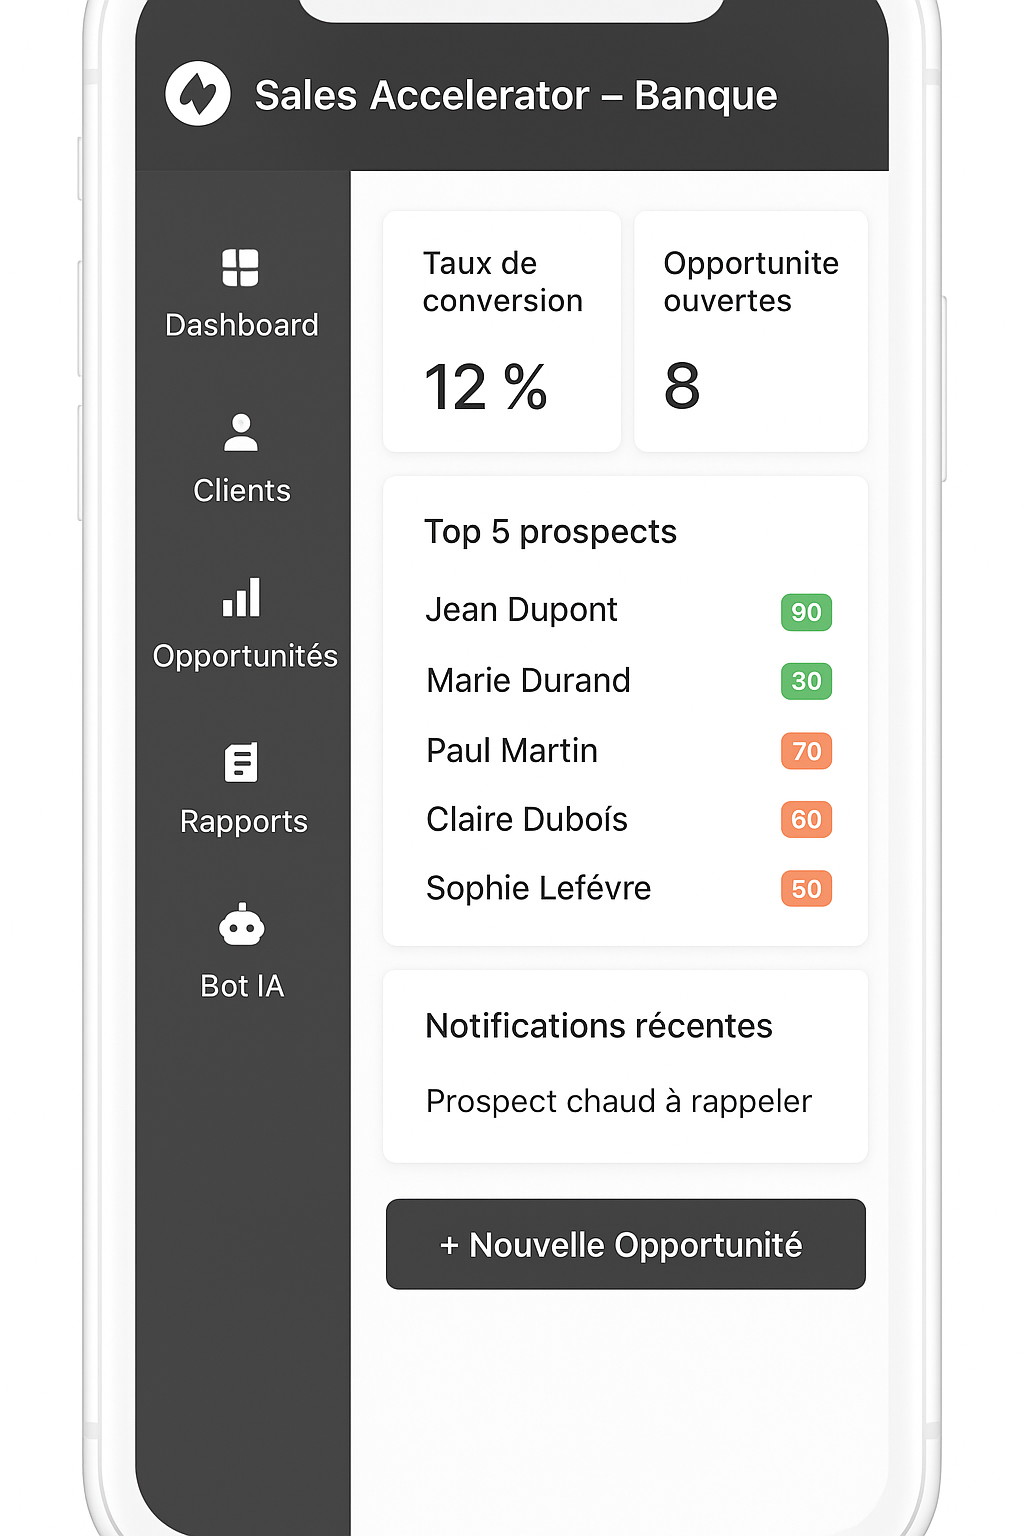 Sales Accelerator – Banque
Dashboard
Clients
Opportunités
Rapports
Bot IA
Taux de
conversion
12 %
Opportunite
ouvertes
8
Top 5 prospects
Jean Dupont 90
Marie Durand 30
Paul Martin 70
Claire Duboís 60
Sophie Lefévre 50
Notifications récentes
Prospect chaud à rappeler
+ Nouvelle Opportunité